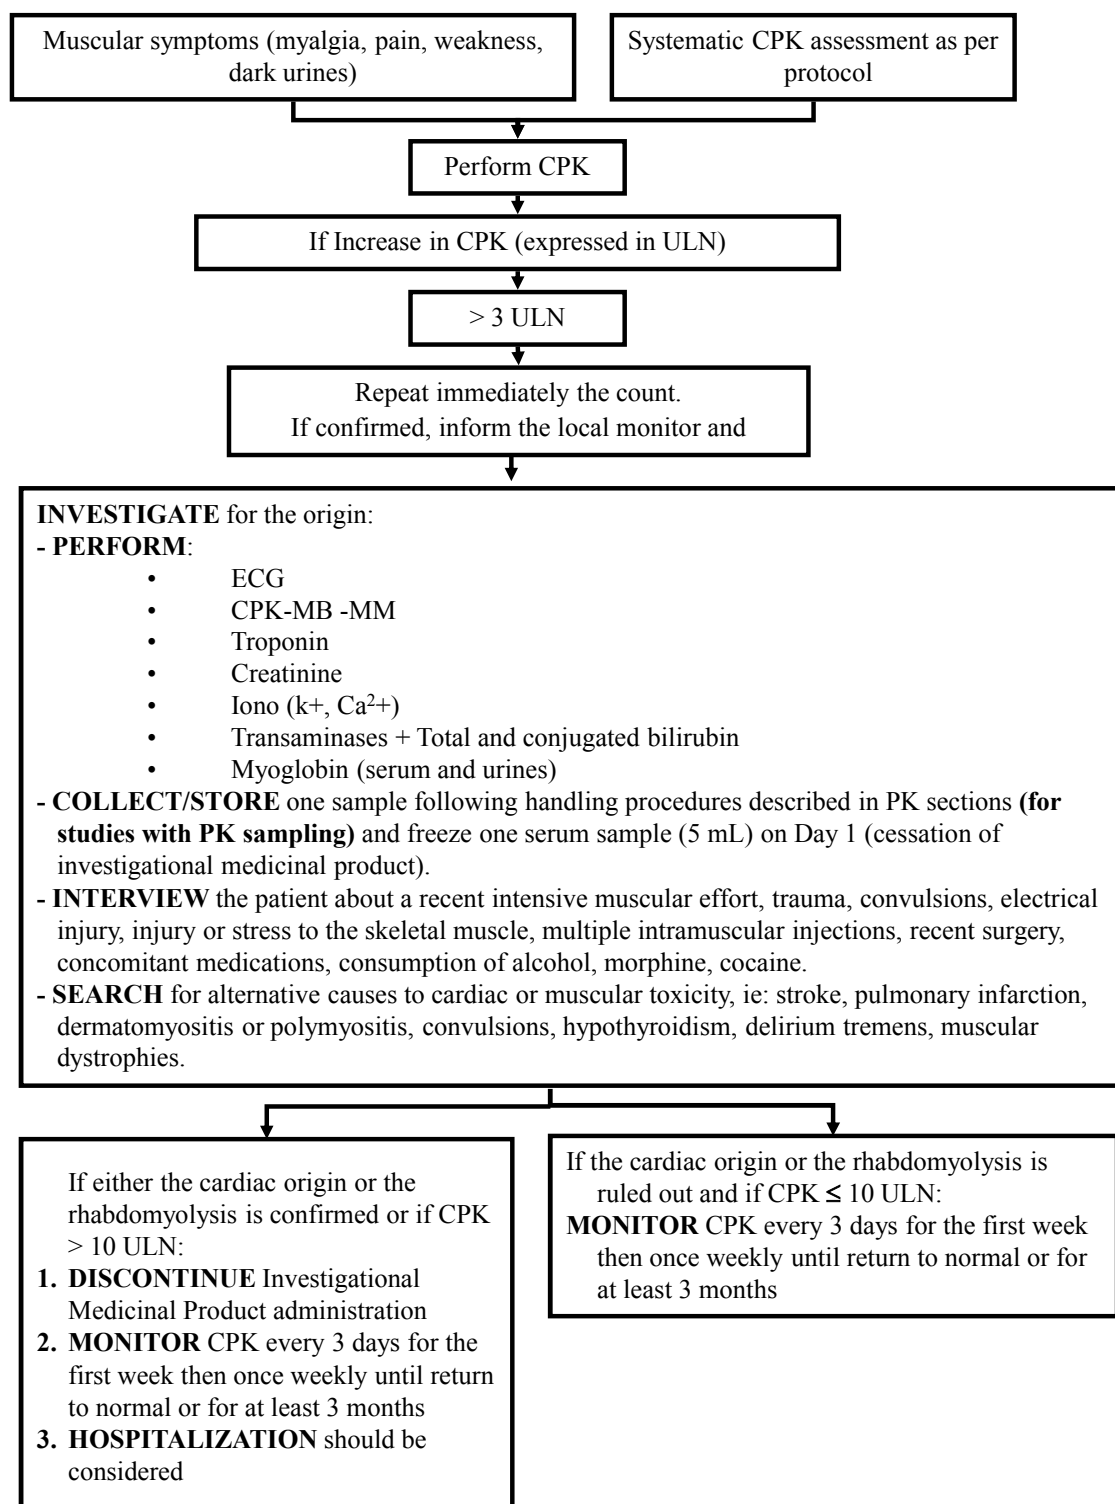 Muscular symptoms (myalgia, pain, weakness,
dark urines)
Systematic CPK assessment as per
protocol
Perform CPK
If Increase in CPK (expressed in ULN)
> 3 ULN
Repeat immediately the count.
If confirmed, inform the local monitor and
INVESTIGATE for the origin:
- PERFORM:
• ECG
• CPK-MB -MM
• Troponin
• Creatinine
• Iono (k+, Ca²⁺)
• Transaminases + Total and conjugated bilirubin
• Myoglobin (serum and urines)
- COLLECT/STORE one sample following handling procedures described in PK sections (for
studies with PK sampling) and freeze one serum sample (5 mL) on Day 1 (cessation of
investigational medicinal product).
- INTERVIEW the patient about a recent intensive muscular effort, trauma, convulsions, electrical
injury, injury or stress to the skeletal muscle, multiple intramuscular injections, recent surgery,
concomitant medications, consumption of alcohol, morphine, cocaine.
- SEARCH for alternative causes to cardiac or muscular toxicity, ie: stroke, pulmonary infarction,
dermatomyositis or polymyositis, convulsions, hypothyroidism, delirium tremens, muscular
dystrophies.
If either the cardiac origin or the
rhabdomyolysis is confirmed or if CPK
> 10 ULN:
1. DISCONTINUE Investigational
Medicinal Product administration
2. MONITOR CPK every 3 days for the
first week then once weekly until return
to normal or for at least 3 months
3. HOSPITALIZATION should be
considered
If the cardiac origin or the rhabdomyolysis is
ruled out and if CPK ≤ 10 ULN:
MONITOR CPK every 3 days for the first week
then once weekly until return to normal or for
at least 3 months